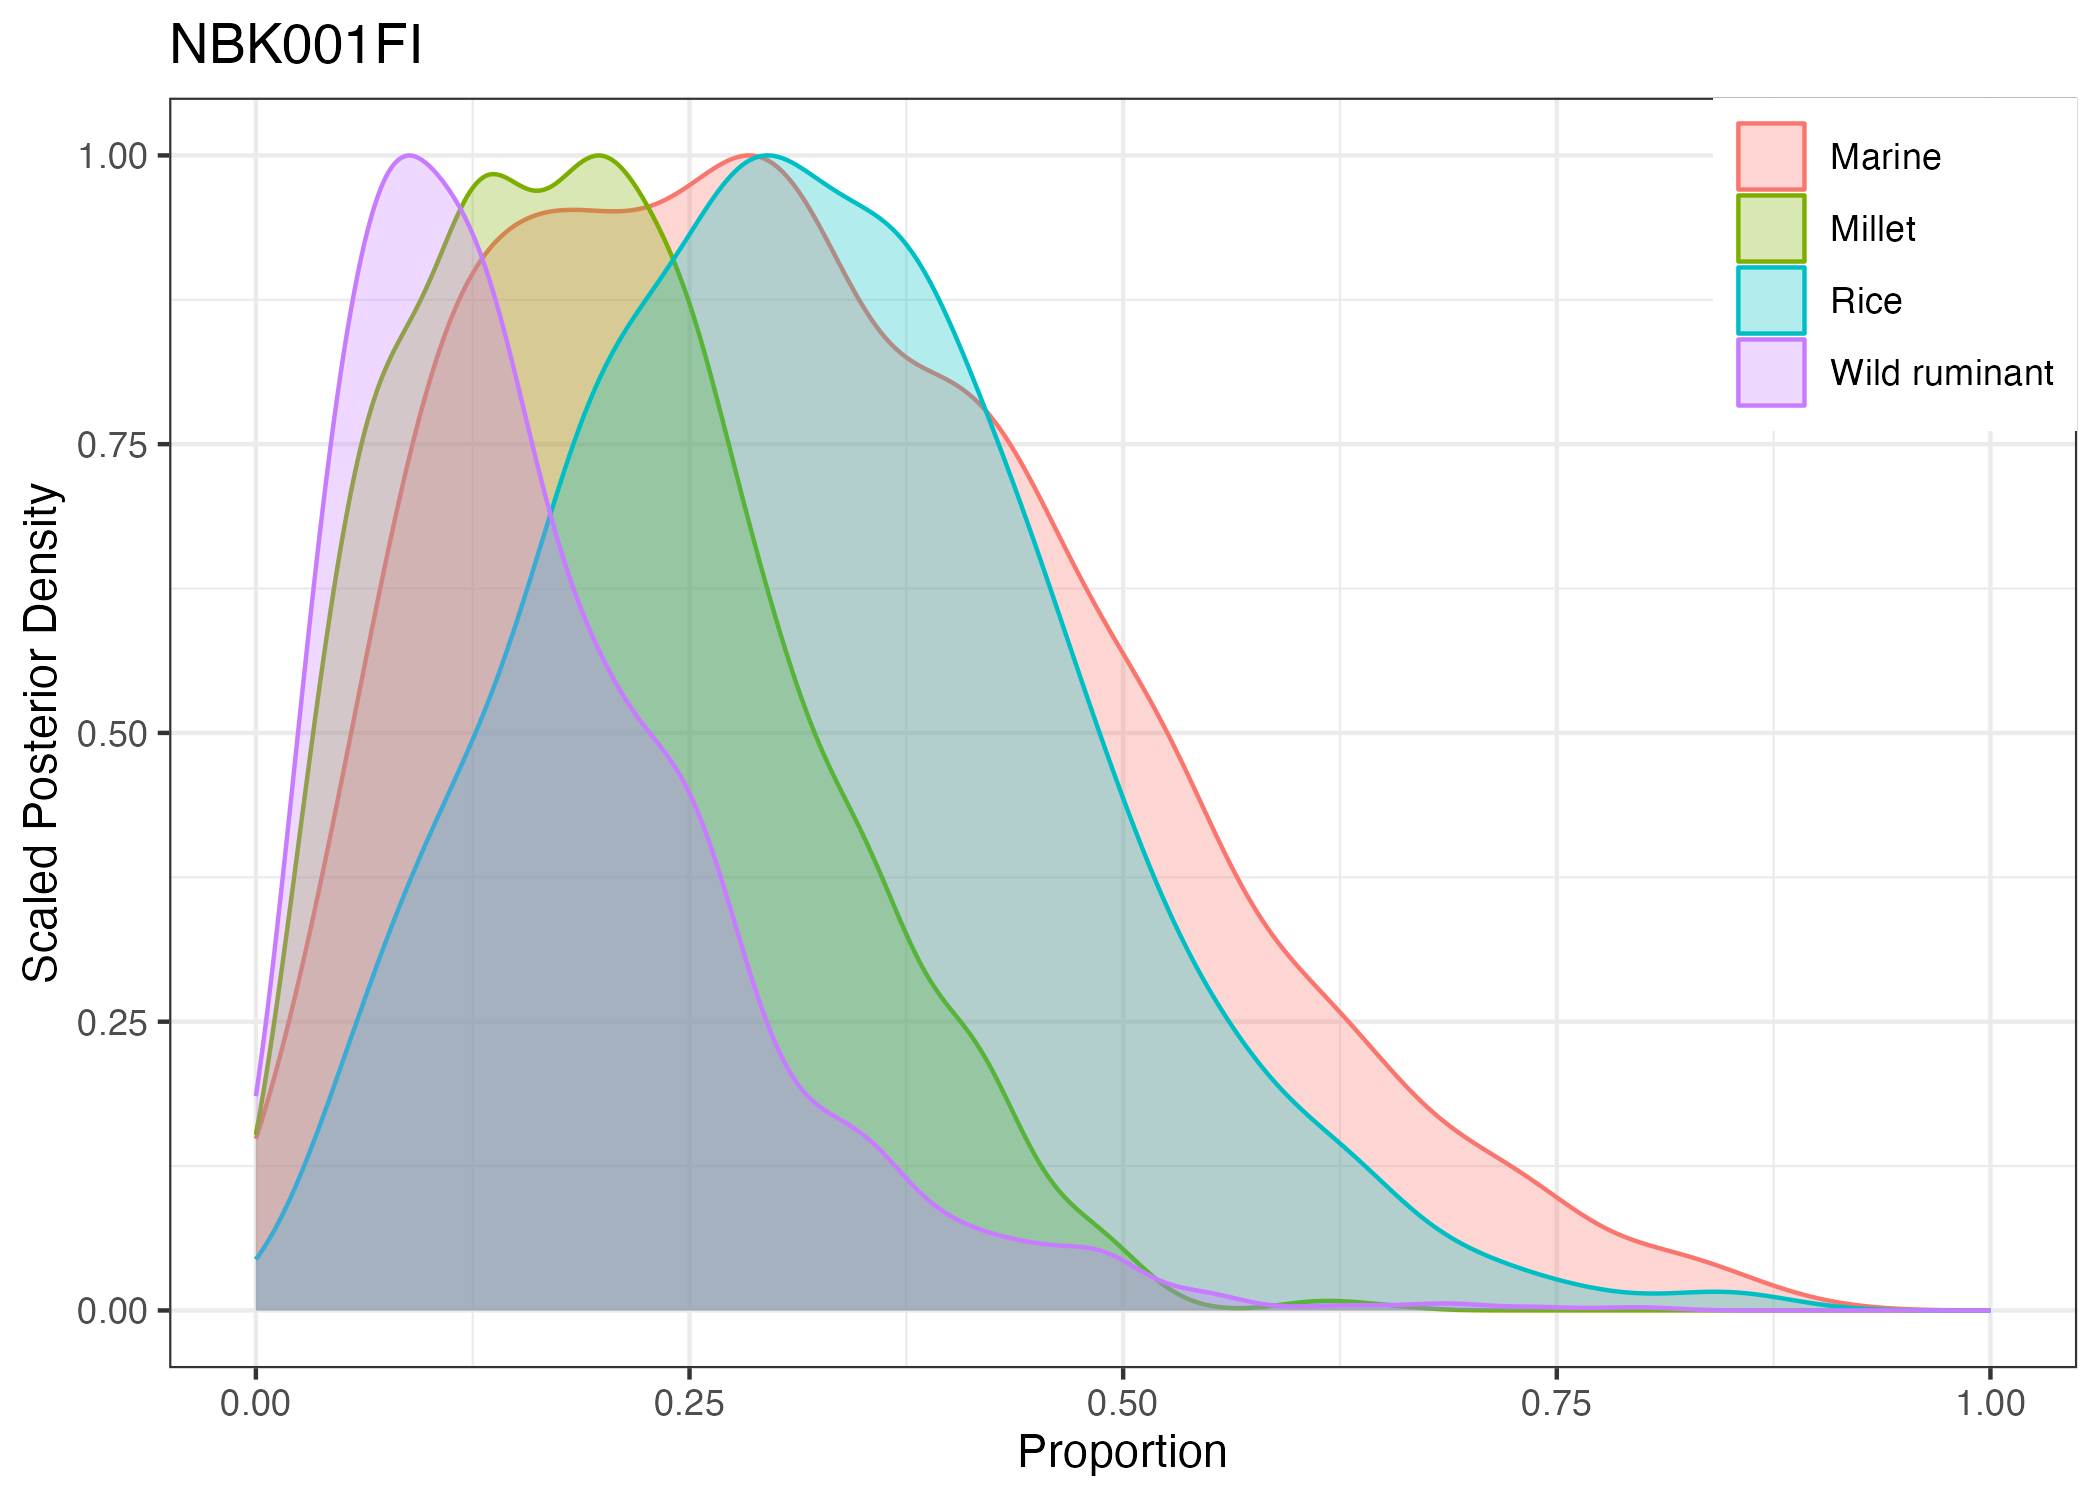 NBK001FI
Marine
Millet
Rice
Wild ruminant
1.00
0.75
0.50
0.25
0.00
Scaled Posterior Density
0.00 0.25 0.50 0.75 1.00
Proportion